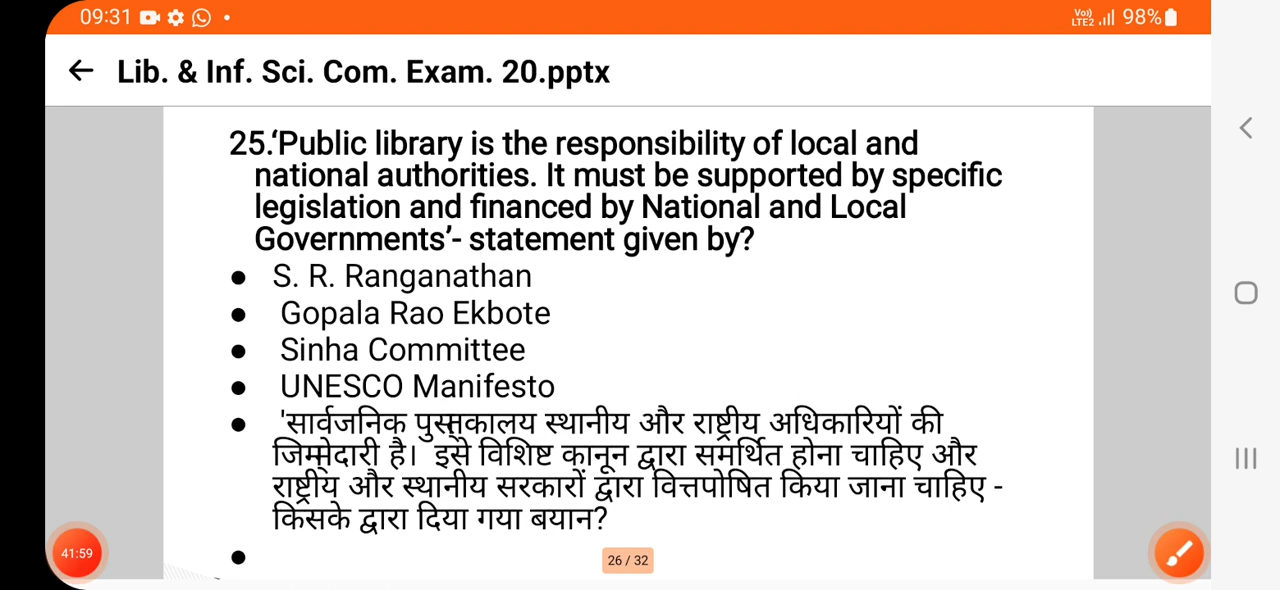 09:31
Vo)) LTE2 98%
Lib. & Inf. Sci. Com. Exam. 20.pptx
25.‘Public library is the responsibility of local and
national authorities. It must be supported by specific
legislation and financed by National and Local
Governments’- statement given by?
● S. R. Ranganathan
● Gopala Rao Ekbote
● Sinha Committee
● UNESCO Manifesto
● 'सार्वजनिक पुस्तकालय स्थानीय और राष्ट्रीय अधिकारियों की
जिम्मेदारी है। इसे विशिष्ट कानून द्वारा समर्थित होना चाहिए और
राष्ट्रीय और स्थानीय सरकारों द्वारा वित्तपोषित किया जाना चाहिए -
किसके द्वारा दिया गया बयान?
●
41:59
26 / 32